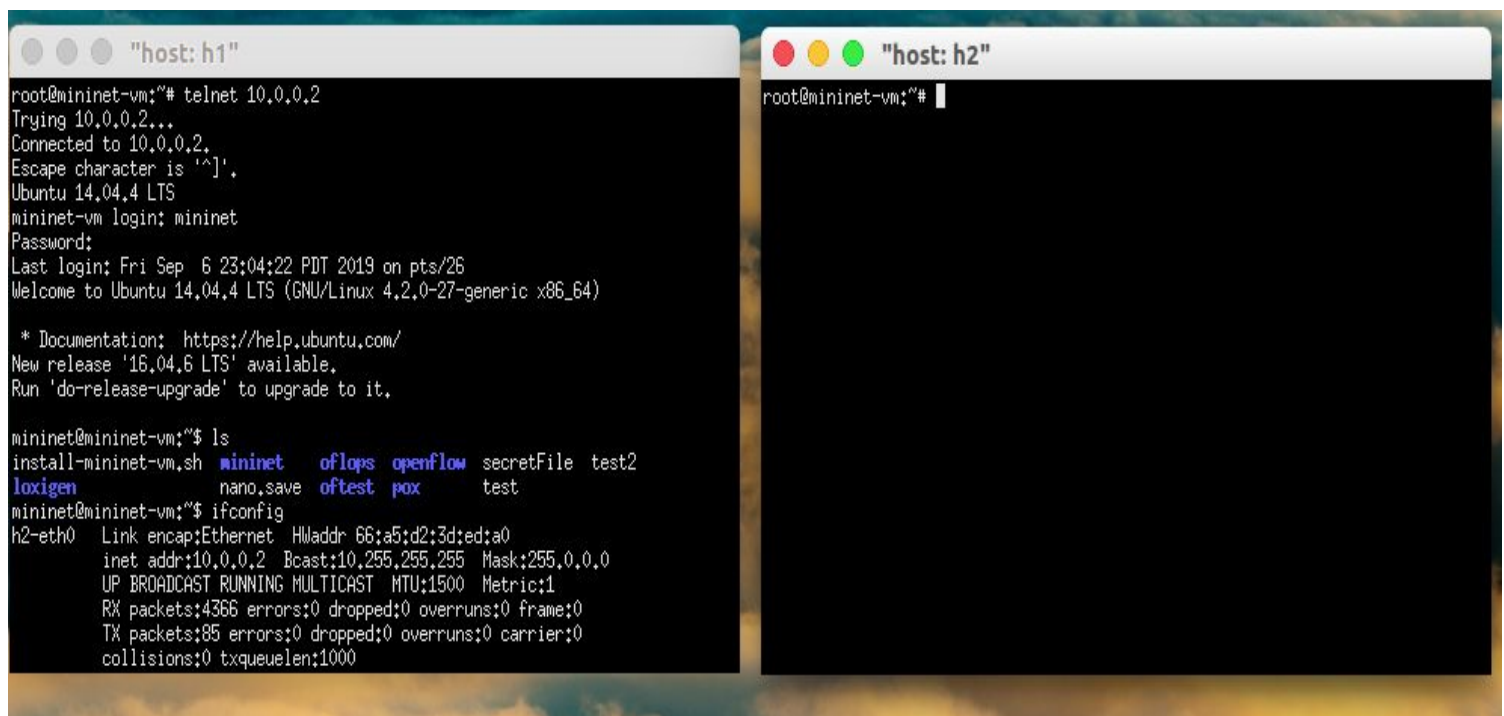 "host: h1"
root@mininet-vm:~# telnet 10.0.0.2
Trying 10.0.0.2...
Connected to 10.0.0.2.
Escape character is '^]'.
Ubuntu 14.04.4 LTS
mininet-vm login: mininet
Password:
Last login: Fri Sep  6 23:04:22 PDT 2019 on pts/26
Welcome to Ubuntu 14.04.4 LTS (GNU/Linux 4.2.0-27-generic x86_64)
 * Documentation:  https://help.ubuntu.com/
New release '16.04.6 LTS' available.
Run 'do-release-upgrade' to upgrade to it.
mininet@mininet-vm:~$ ls
install-mininet-vm.sh  mininet    oflops  openflow  secretFile  test2
loxigen                nano.save  oftest  pox       test
mininet@mininet-vm:~$ ifconfig
h2-eth0   Link encap:Ethernet  HWaddr 66:a5:d2:3d:ed:a0
          inet addr:10.0.0.2  Bcast:10.255.255.255  Mask:255.0.0.0
          UP BROADCAST RUNNING MULTICAST  MTU:1500  Metric:1
          RX packets:4366 errors:0 dropped:0 overruns:0 frame:0
          TX packets:85 errors:0 dropped:0 overruns:0 carrier:0
          collisions:0 txqueuelen:1000
"host: h2"
root@mininet-vm:~#